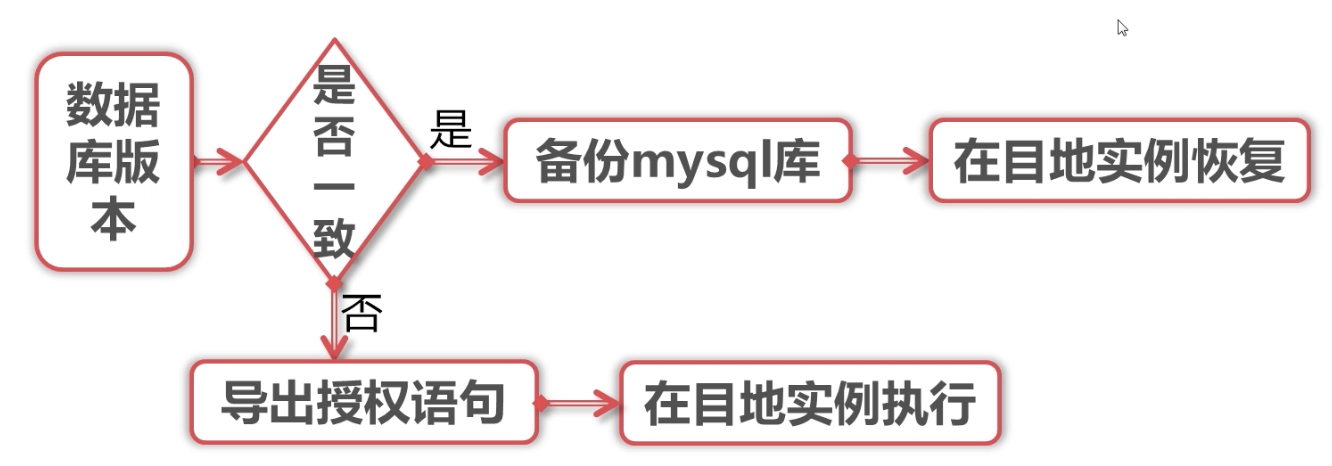 数据
库版
本
是
否
一
致
是
备份mysql库
在目地实例恢复
否
导出授权语句
在目地实例执行